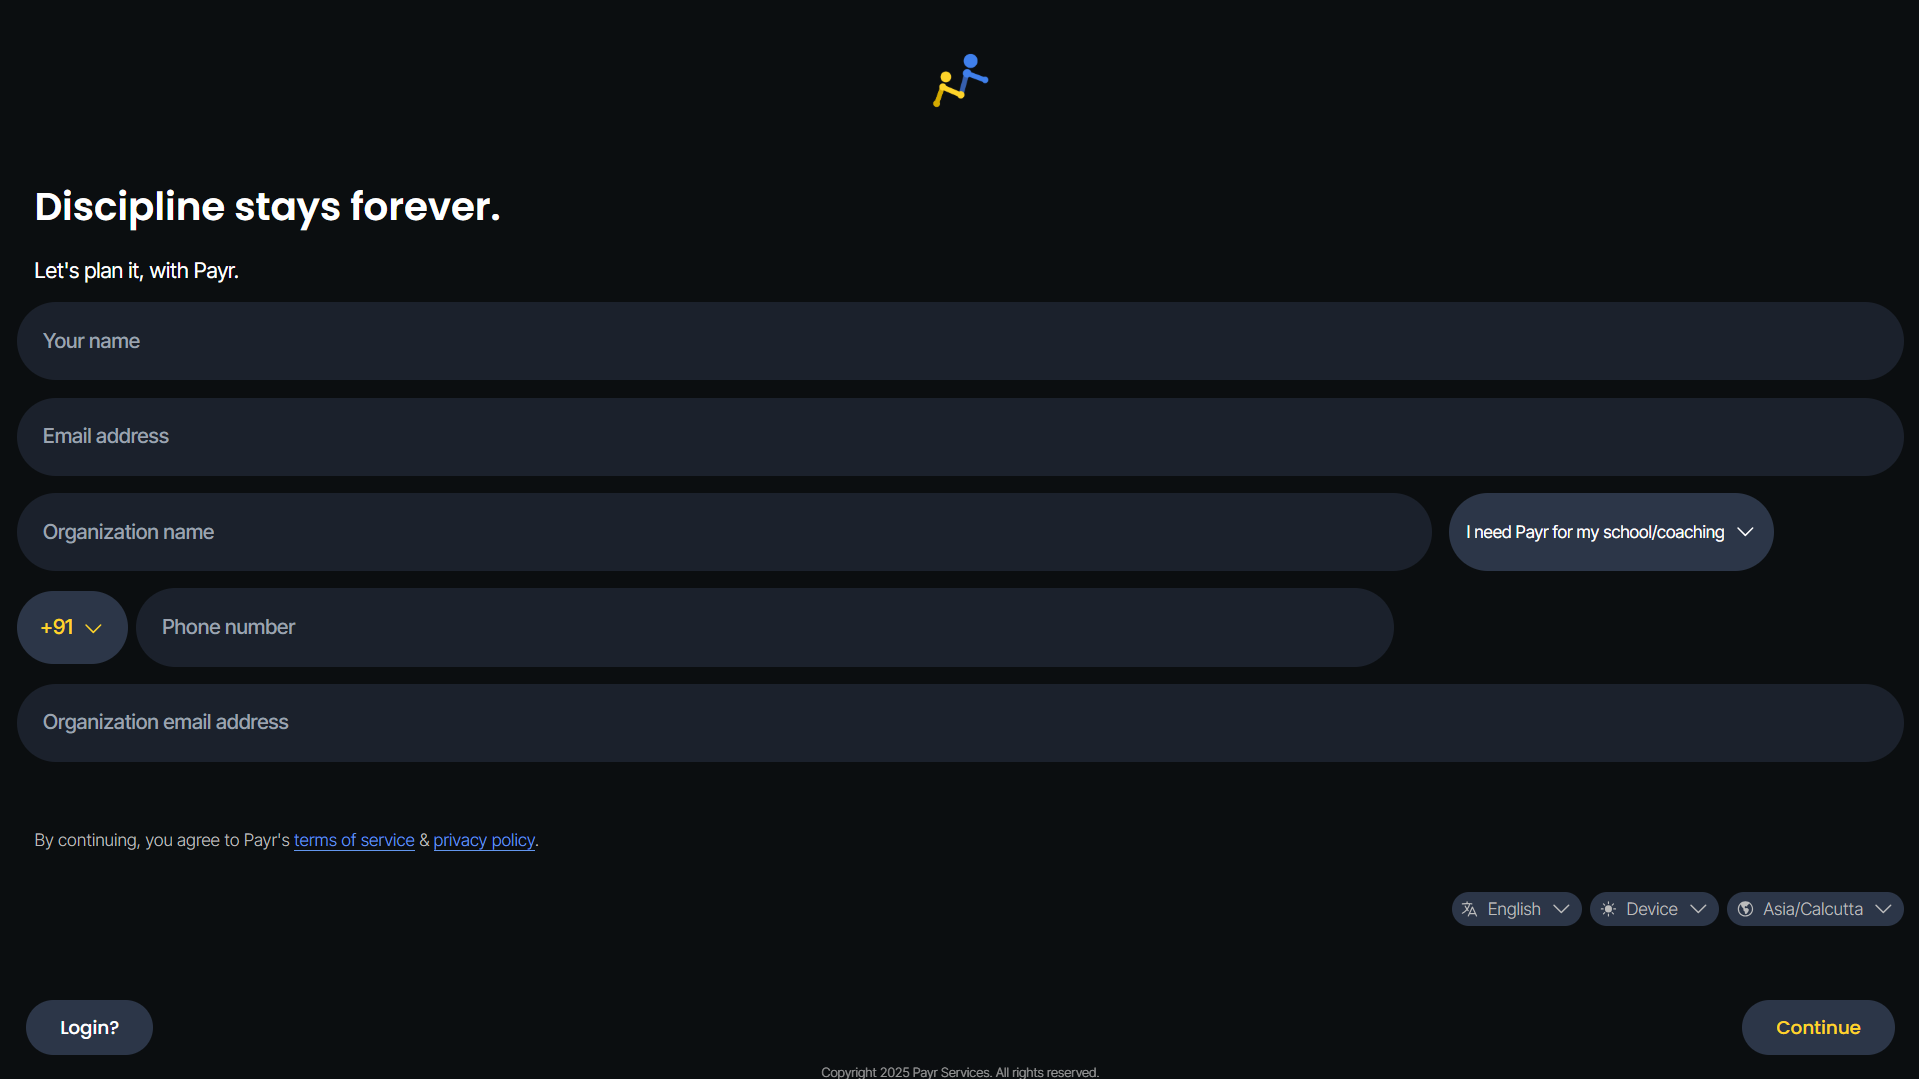 Discipline stays forever.
Let's plan it, with Payr.
Your name
Email address
Organization name
I need Payr for my school/coaching
+91
Phone number
Organization email address
By continuing, you agree to Payr's terms of service & privacy policy.
English
Device
Asia/Calcutta
Login?
Continue
Copyright 2025 Payr Services. All rights reserved.